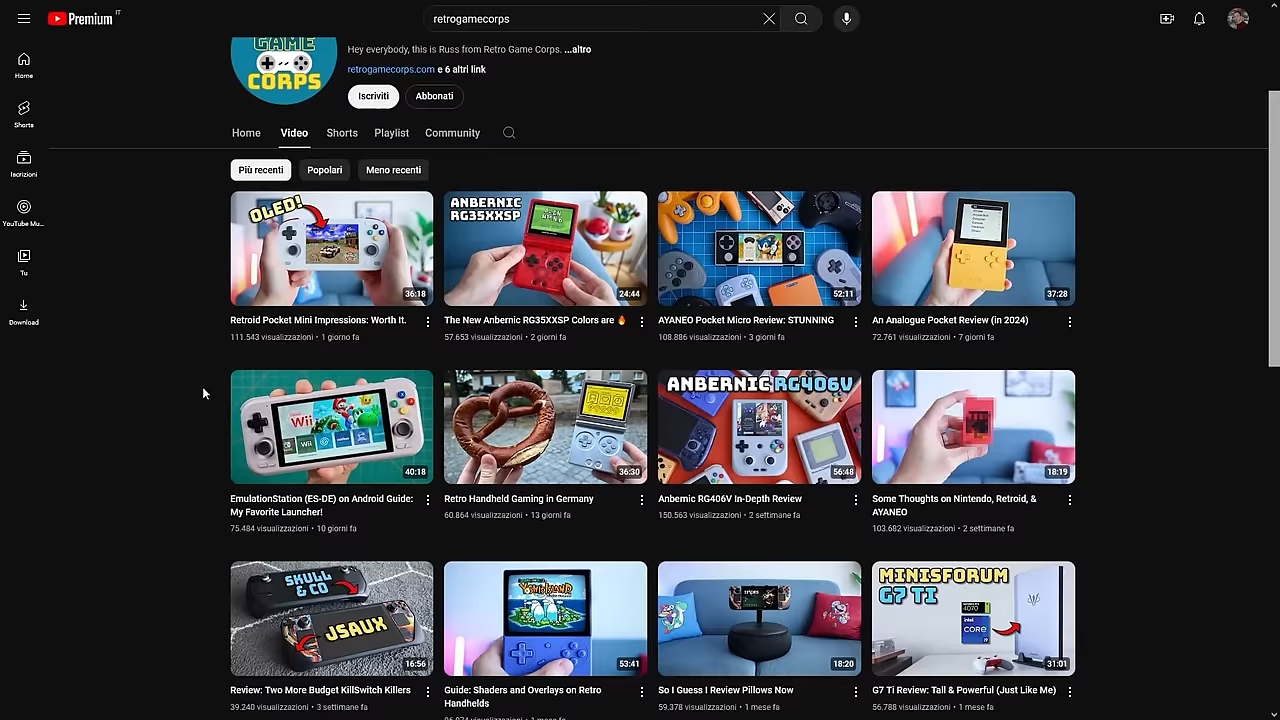 Premium IT
retrogamecorps
GAME
CORPS
Hey everybody, this is Russ from Retro Game Corps. ...altro
retrogamecorps.com e 6 altri link
Iscriviti
Abbonati
Home
Shorts
Iscrizioni
YouTube Mu...
Tu
Download
Home Video Shorts Playlist Community
Più recenti Popolari Meno recenti
OLED!
36:18
ANBERNIC
RG35XXSP
24:44
52:11
37:28
Retroid Pocket Mini Impressions: Worth It.
111.543 visualizzazioni • 1 giorno fa
The New Anbernic RG35XXSP Colors are 🔥
57.653 visualizzazioni • 2 giorni fa
AYANEO Pocket Micro Review: STUNNING
108.886 visualizzazioni • 3 giorni fa
An Analogue Pocket Review (in 2024)
72.761 visualizzazioni • 7 giorni fa
Wii
Wii
40:18
36:30
ANBERNIC RG406V
56:48
18:19
EmulationStation (ES-DE) on Android Guide:
My Favorite Launcher!
75.484 visualizzazioni • 10 giorni fa
Retro Handheld Gaming in Germany
60.864 visualizzazioni • 13 giorni fa
Anbernic RG406V In-Depth Review
150.563 visualizzazioni • 2 settimane fa
Some Thoughts on Nintendo, Retroid, &
AYANEO
103.682 visualizzazioni • 2 settimane fa
SKULL
& CO
JSAUX
16:56
53:41
18:20
MINISFORUM
G7 TI
4070
CORE
i9
31:01
Review: Two More Budget KillSwitch Killers
39.240 visualizzazioni • 3 settimane fa
Guide: Shaders and Overlays on Retro
Handhelds
So I Guess I Review Pillows Now
59.378 visualizzazioni • 1 mese fa
G7 Ti Review: Tall & Powerful (Just Like Me)
56.788 visualizzazioni • 1 mese fa